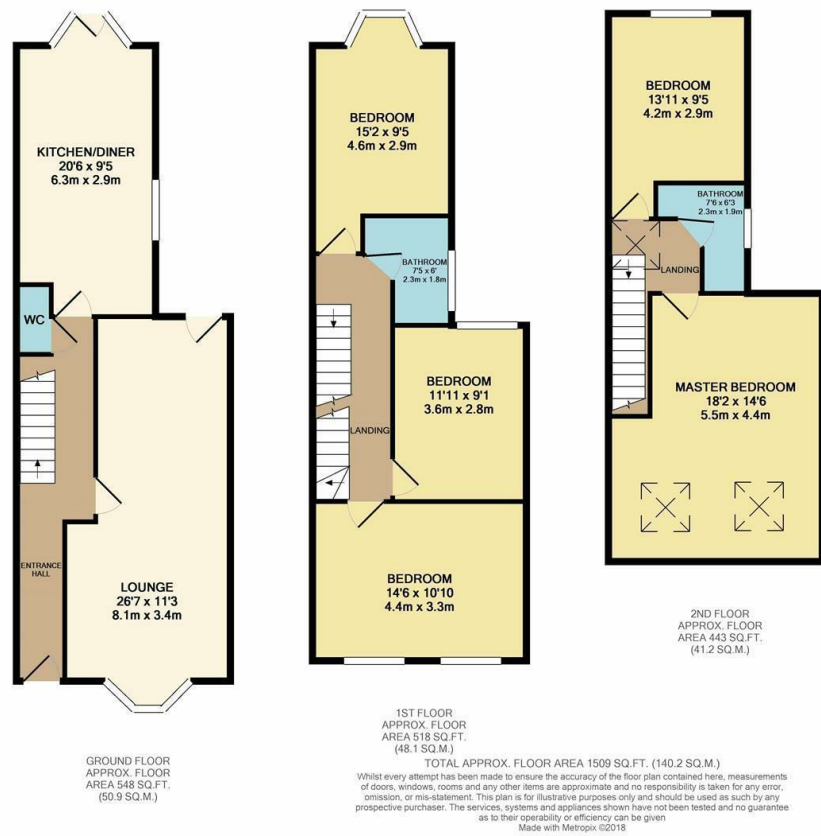 KITCHEN/DINER
20'6 x 9'5
6.3m x 2.9m
WC
ENTRANCE
HALL
LOUNGE
26'7 x 11'3
8.1m x 3.4m
GROUND FLOOR
APPROX. FLOOR
AREA 548 SQ.FT.
(50.9 SQ.M.)
BEDROOM
15'2 x 9'5
4.6m x 2.9m
BATHROOM
7'5 x 6'
2.3m x 1.8m
BEDROOM
11'11 x 9'1
3.6m x 2.8m
LANDING
BEDROOM
14'6 x 10'10
4.4m x 3.3m
1ST FLOOR
APPROX. FLOOR
AREA 518 SQ.FT.
(48.1 SQ.M.)
BEDROOM
13'11 x 9'5
4.2m x 2.9m
BATHROOM
7'6 x 6'3
2.3m x 1.9m
LANDING
MASTER BEDROOM
18'2 x 14'6
5.5m x 4.4m
2ND FLOOR
APPROX. FLOOR
AREA 443 SQ.FT.
(41.2 SQ.M.)
TOTAL APPROX. FLOOR AREA 1509 SQ.FT. (140.2 SQ.M.)
Whilst every attempt has been made to ensure the accuracy of the floor plan contained here, measurements
of doors, windows, rooms and any other items are approximate and no responsibility is taken for any error,
omission, or mis-statement. This plan is for illustrative purposes only and should be used as such by any
prospective purchaser. The services, systems and appliances shown have not been tested and no guarantee
as to their operability or efficiency can be given
Made with Metropix ©2018